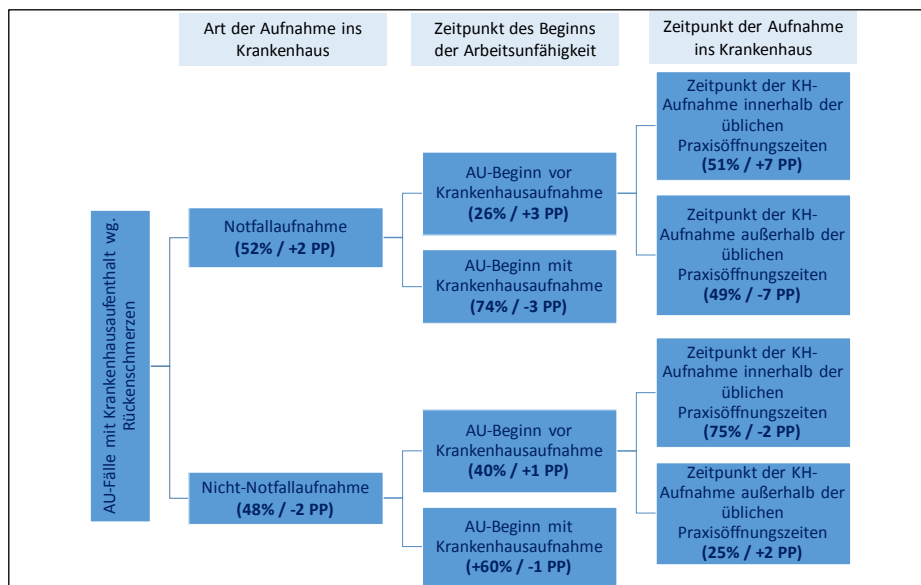 Art der Aufnahme ins
Krankenhaus
Zeitpunkt des Beginns
der Arbeitsunfähigkeit
Zeitpunkt der Aufnahme
ins Krankenhaus
AU-Fälle mit Krankenhausaufenthalt wg.
Rückenschmerzen
Notfallaufnahme
(52% / +2 PP)
AU-Beginn vor
Krankenhausaufnahme
(26% / +3 PP)
Zeitpunkt der KH-
Aufnahme innerhalb der
üblichen
Praxisöffnungszeiten
(51% / +7 PP)
Zeitpunkt der KH-
Aufnahme außerhalb der
üblichen
Praxisöffnungszeiten
(49% / -7 PP)
AU-Beginn mit
Krankenhausaufnahme
(74% / -3 PP)
Nicht-Notfallaufnahme
(48% / -2 PP)
AU-Beginn vor
Krankenhausaufnahme
(40% / +1 PP)
Zeitpunkt der KH-
Aufnahme innerhalb der
üblichen
Praxisöffnungszeiten
(75% / -2 PP)
Zeitpunkt der KH-
Aufnahme außerhalb der
üblichen
Praxisöffnungszeiten
(25% / +2 PP)
AU-Beginn mit
Krankenhausaufnahme
(+60% / -1 PP)